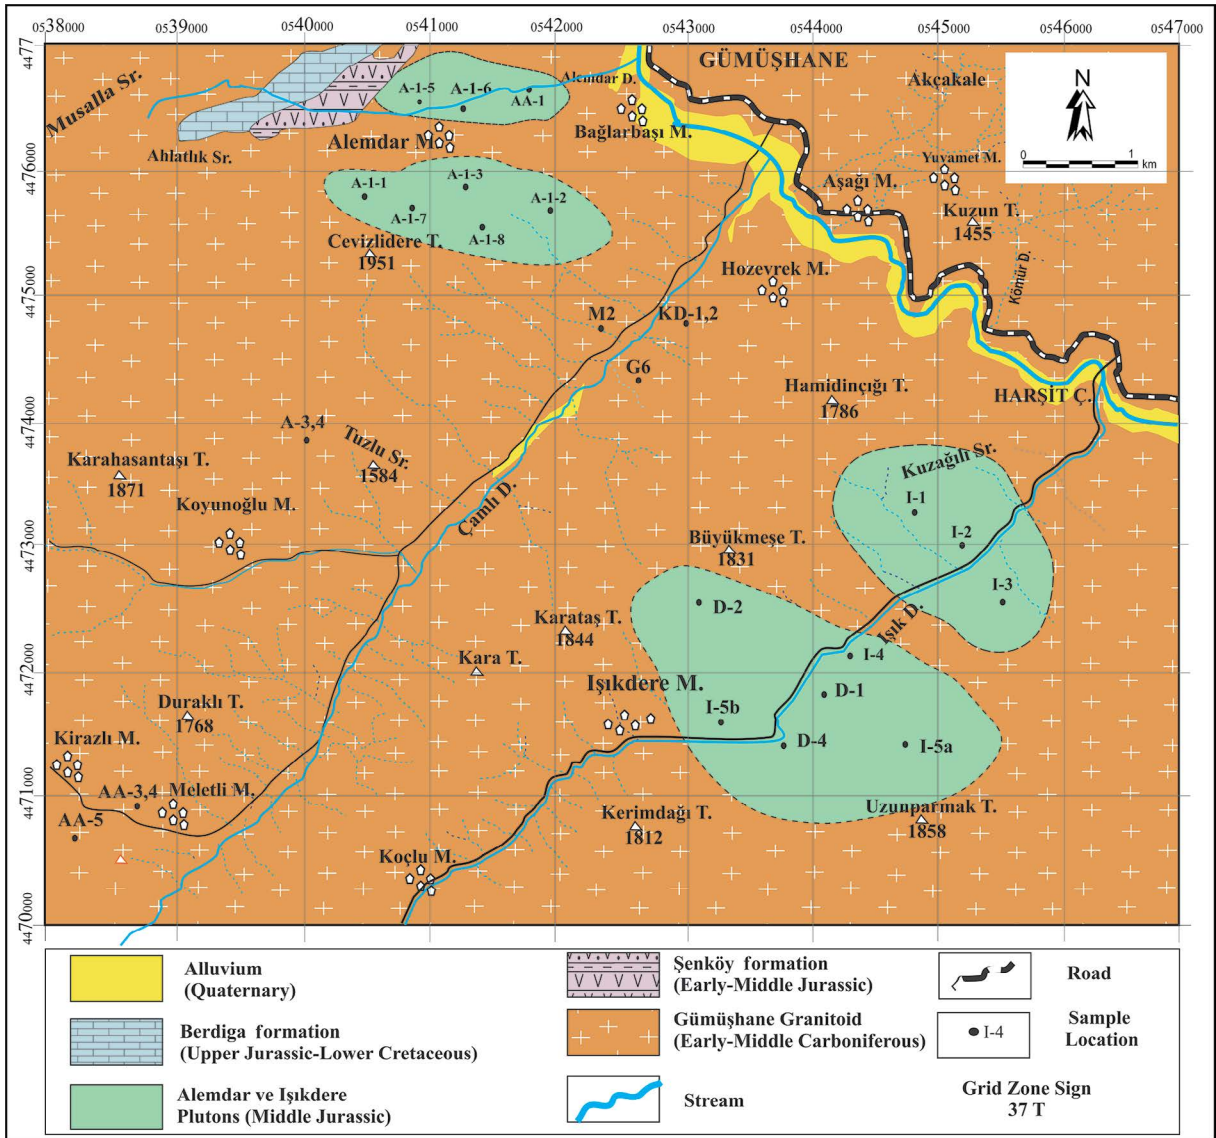 0538000
0539000
0540000
0541000
0542000
0543000
0544000
0545000
0546000
0547000
4477
4476000
4475000
4474000
4473000
4472000
4471000
4470000
GÜMÜŞHANE
Akçakale
N
0 1
km
Musalla Sr.
Alemdar D.
A-1-5
A-1-6
AA-1
Bağlarbaşı M.
Alemdar M.
Ahlatlık Sr.
Yuvamet M.
Aşağı M.
A-1-1
A-1-3
A-1-2
A-1-7
A-1-8
Kuzun T.
1455
Cevizlidere T.
1951
Hozevrek M.
Kömür D.
M2
KD-1,2
G6
Hamidinçığı T.
1786
HARŞİT Ç.
A-3,4
Tuzlu Sr.
1584
Karahasantaşı T.
1871
Koyunoğlu M.
Kuzağılı Sr.
I-1
Çamlı D.
I-2
Büyükmeşe T.
1831
I-3
D-2
Karataş T.
1844
Işık D.
Kara T.
I-4
Işıkdere M.
D-1
Duraklı T.
1768
I-5b
D-4
I-5a
Kirazlı M.
AA-3,4
Meletli M.
AA-5
Kerimdağı T.
1812
Uzunparmak T.
1858
Koçlu M.
Alluvium
(Quaternary)
Berdiga formation
(Upper Jurassic-Lower Cretaceous)
Alemdar ve Işıkdere
Plutons (Middle Jurassic)
Şenköy formation
(Early-Middle Jurassic)
Gümüşhane Granitoid
(Early-Middle Carboniferous)
Stream
Road
I-4
Sample
Location
Grid Zone Sign
37 T